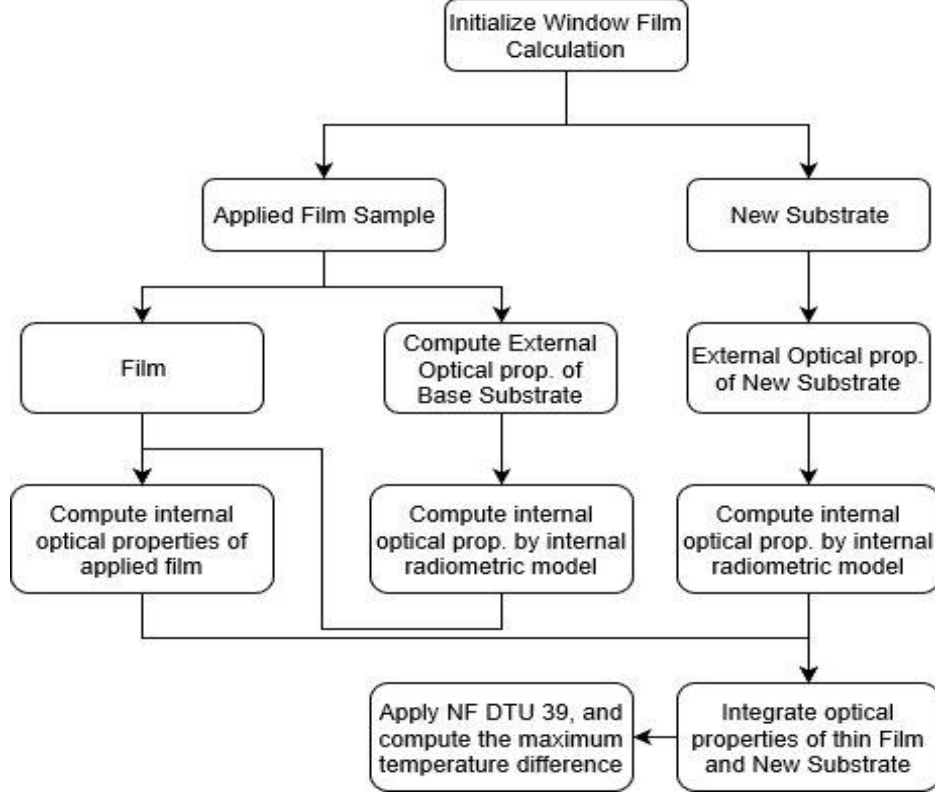 Initialize Window Film
Calculation
Applied Film Sample
New Substrate
Film
Compute External
Optical prop. of
Base Substrate
External Optical prop.
of New Substrate
Compute internal
optical properties of
applied film
Compute internal
optical prop. by internal
radiometric model
Compute internal
optical prop. by internal
radiometric model
Apply NF DTU 39, and
compute the maximum
temperature difference
Integrate optical
properties of thin Film
and New Substrate